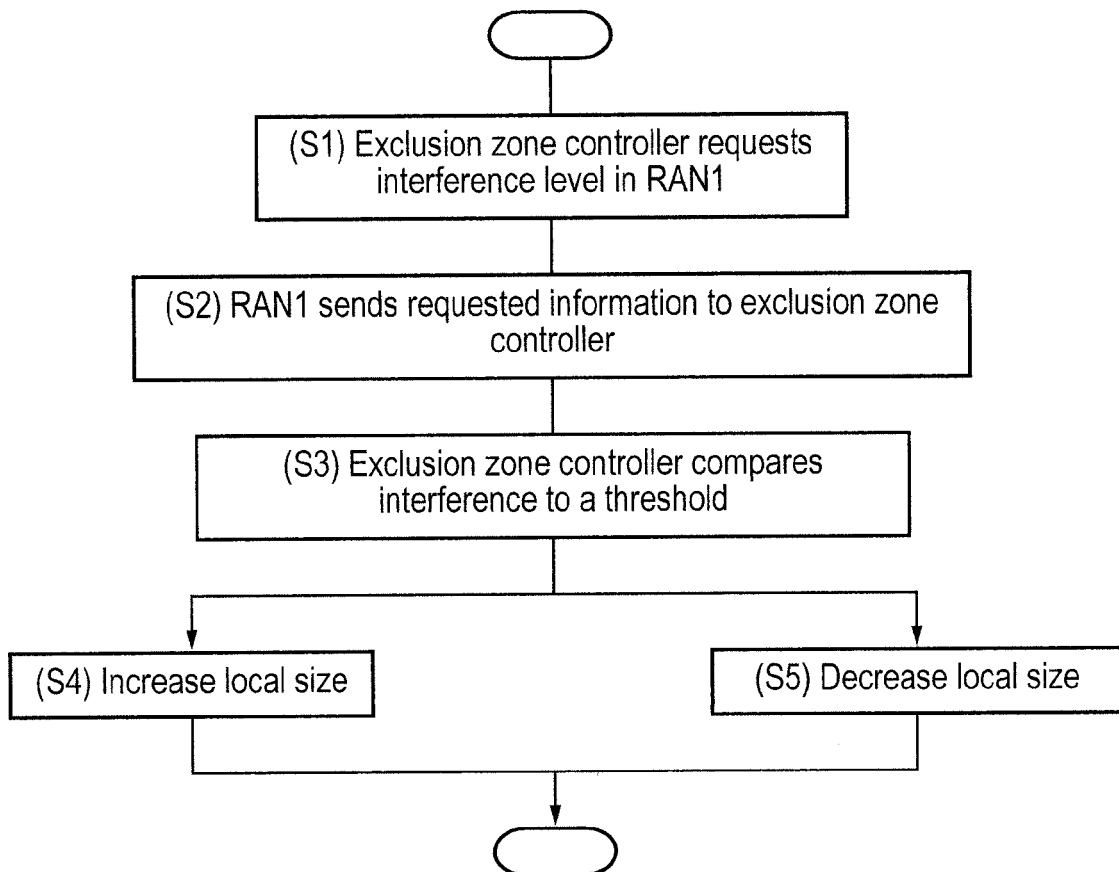 (S1) Exclusion zone controller requests
interference level in RAN1
(S2) RAN1 sends requested information to exclusion zone
controller
(S3) Exclusion zone controller compares
interference to a threshold
(S4) Increase local size
(S5) Decrease local size